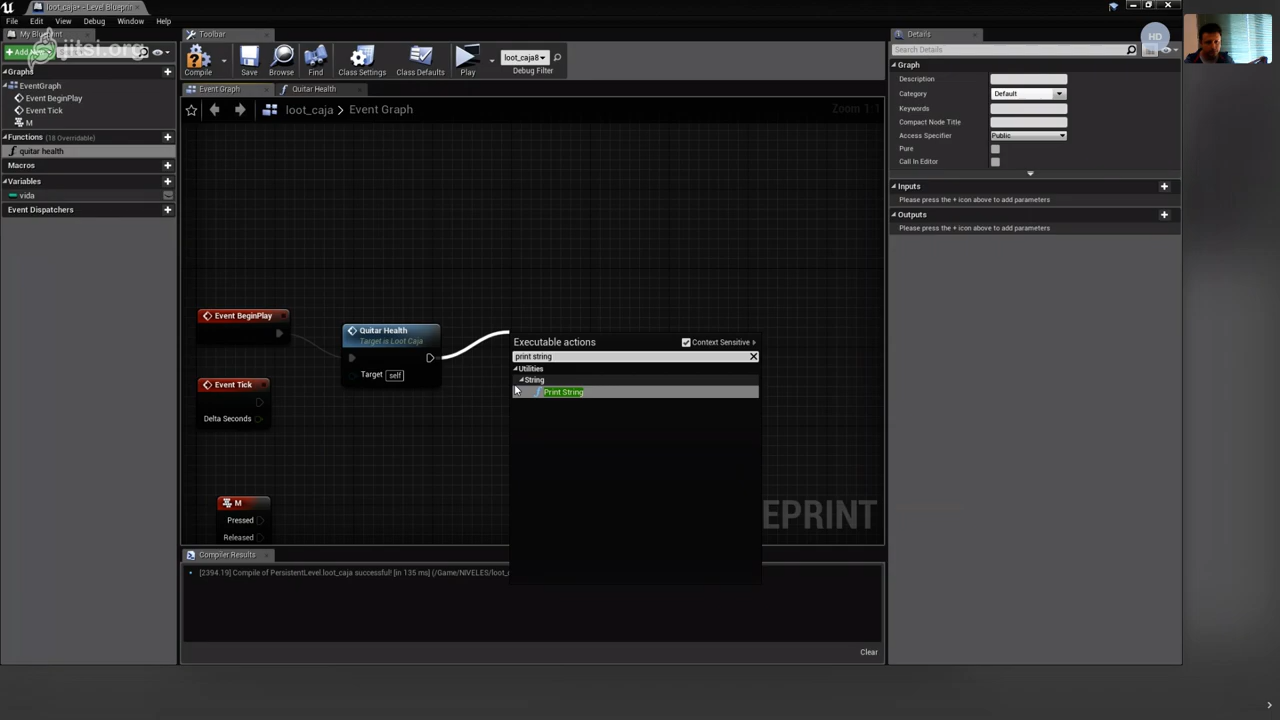 loot_caja* - Level Blueprint
File Edit View Debug Window Help
My Blueprint
Toolbar
Details
jitsi.org
+Add New
HD
Search Details
Compile Save Browse Find Class Settings Class Defaults Play
loot_caja8
Debug Filter
Graphs
EventGraph
Event BeginPlay
Event Tick
M
Functions (18 Overridable)
quitar health
Macros
Variables
vida
Event Dispatchers
Event Graph
Quitar Health
loot_caja > Event Graph
Zoom 1:1
Event BeginPlay
Quitar Health
Target is Loot Caja
Target self
Event Tick
Delta Seconds
M
Pressed
Released
Executable actions
Context Sensitive
print string
Utilities
String
Print String
EPRINT
Compiler Results
[2394.19] Compile of PersistentLevel.loot_caja successful! [in 135 ms] (/Game/NIVELES/loot_c
Clear
Graph
Description
Category Default
Keywords
Compact Node Title
Access Specifier Public
Pure
Call In Editor
Inputs
Please press the + icon above to add parameters
Outputs
Please press the + icon above to add parameters